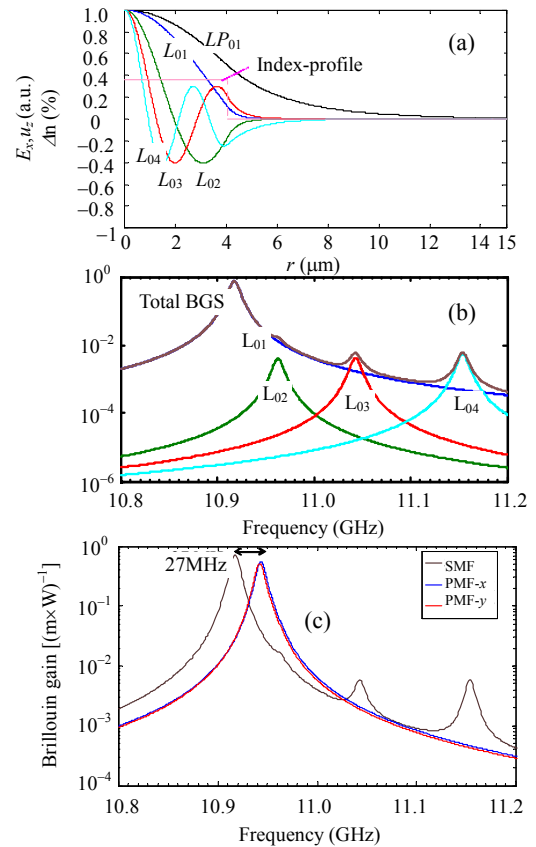 1.0
0.8
0.6
0.4
0.2
0
−0.2
−0.4
−0.6
0.8
−1
E_x, u_z (a.u.)
Δn (%)
LP01
(a)
L01
Index-profile
L04
L03 L02
0 2 4 6 8 10 12 14 15
r (μm)
10^0
10^−2
10^−4
10^−6
Total BGS
(b)
L01
L02
L03
L04
10.8 10.9 11.0 11.1 11.2
Frequency (GHz)
Brillouin gain [(m×W)^−1]
10^0
10^−1
10^−2
10^−3
10^−4
27MHz
(c)
SMF
PMF-x
PMF-y
10.8 10.9 11.0 11.1 11.2
Frequency (GHz)